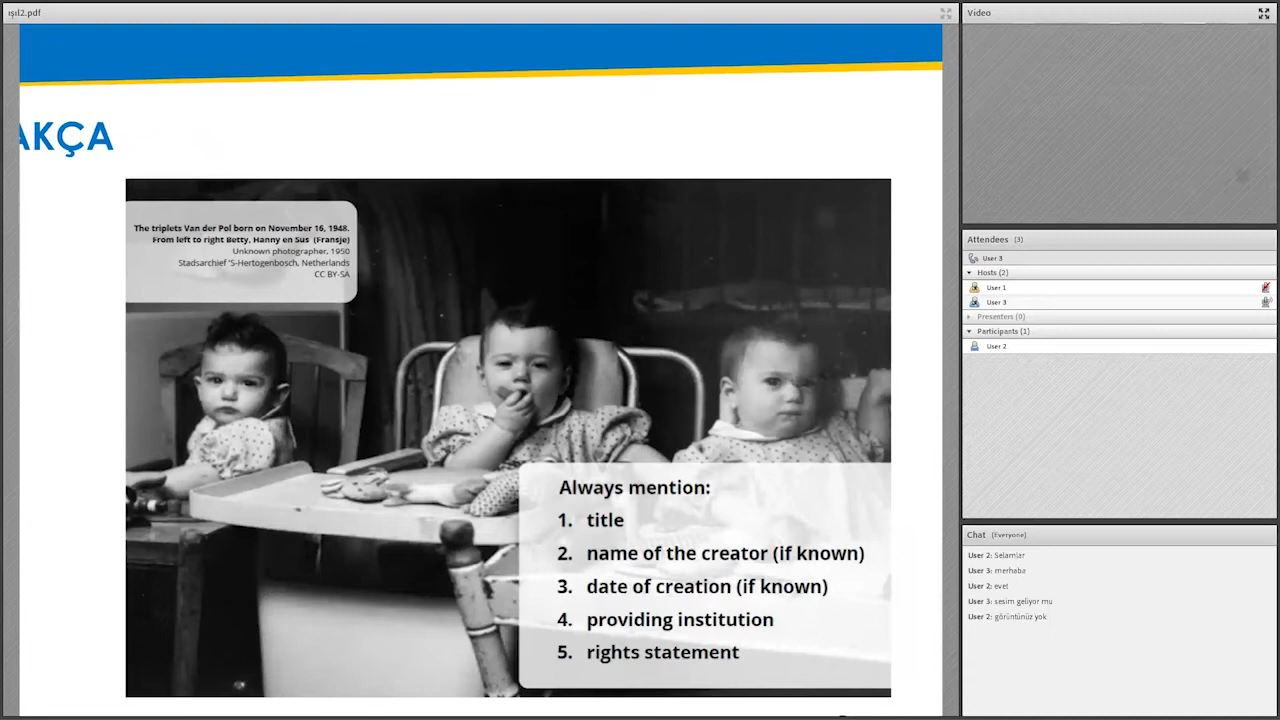 ışıl2.pdf
AKÇA
The triplets Van der Pol born on November 16, 1948.
From left to right Betty, Hanny en Sus (Fransje)
Unknown photographer, 1950
Stadsarchief 'S-Hertogenbosch, Netherlands
CC BY-SA
Always mention:
1. title
2. name of the creator (if known)
3. date of creation (if known)
4. providing institution
5. rights statement
Video
Attendees (3)
User 3
Hosts (2)
User 1
User 3
Presenters (0)
Participants (1)
User 2
Chat (Everyone)
User 2: Selamlar
User 3: merhaba
User 2: evet
User 3: sesim geliyor mu
User 2: görüntünüz yok